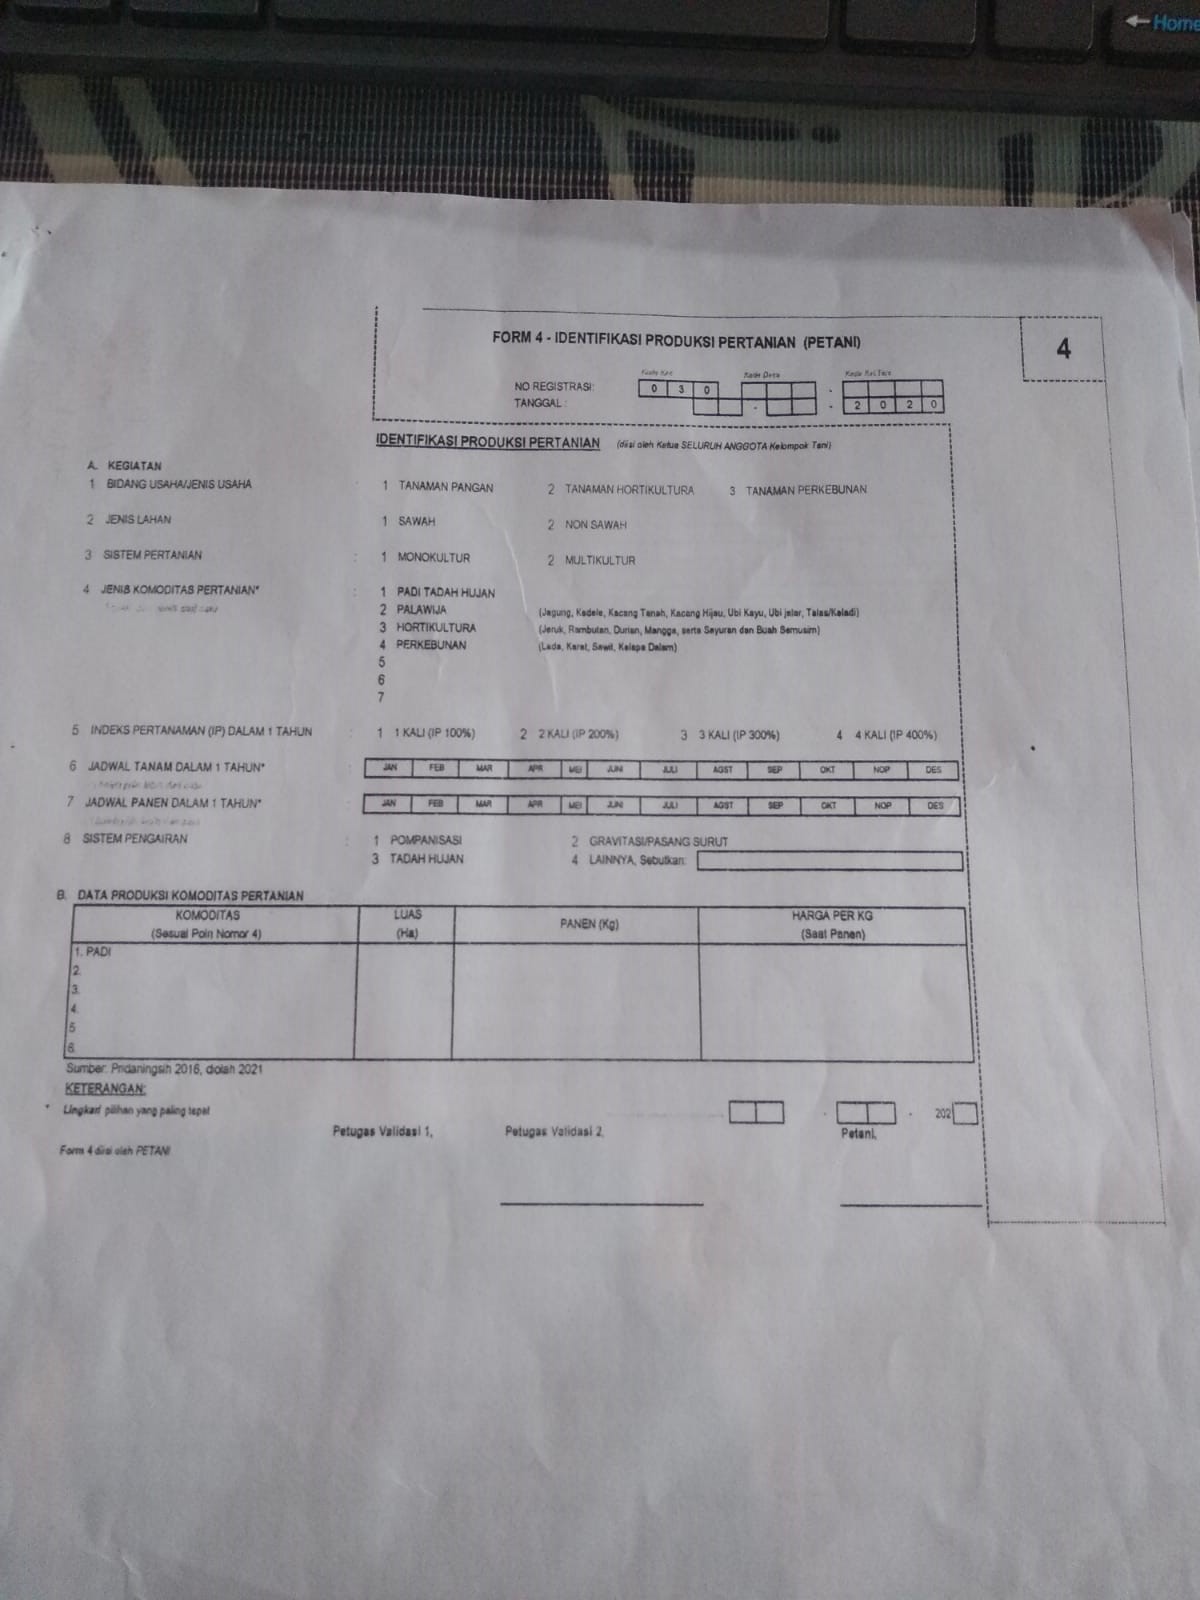 Home
4
FORM 4 - IDENTIFIKASI PRODUKSI PERTANIAN (PETANI)
Kode Kec Kode Desa Kode Kel.Tani
NO REGISTRASI: 0 3 0 .
TANGGAL : - . 2 0 2 0
IDENTIFIKASI PRODUKSI PERTANIAN (diisi oleh Ketua SELURUH ANGGOTA Kelompok Tani)
A. KEGIATAN
1 BIDANG USAHA/JENIS USAHA : 1 TANAMAN PANGAN 2 TANAMAN HORTIKULTURA 3 TANAMAN PERKEBUNAN
2 JENIS LAHAN 1 SAWAH 2 NON SAWAH
3 SISTEM PERTANIAN : 1 MONOKULTUR 2 MULTIKULTUR
4 JENIS KOMODITAS PERTANIAN* : 1 PADI TADAH HUJAN
2 PALAWIJA (Jagung, Kedele, Kacang Tanah, Kacang Hijau, Ubi Kayu, Ubi jalar, Talas/Keladi)
3 HORTIKULTURA (Jeruk, Rambutan, Durian, Mangga, serta Sayuran dan Buah Semusim)
4 PERKEBUNAN (Lada, Karet, Sawit, Kelapa Dalam)
5
6
7
5 INDEKS PERTANAMAN (IP) DALAM 1 TAHUN : 1 1 KALI (IP 100%) 2 2 KALI (IP 200%) 3 3 KALI (IP 300%) 4 4 KALI (IP 400%)
6 JADWAL TANAM DALAM 1 TAHUN* : JAN FEB MAR APR MEI JUNI JULI AGST SEP OKT NOP DES
7 JADWAL PANEN DALAM 1 TAHUN* : JAN FEB MAR APR MEI JUNI JULI AGST SEP OKT NOP DES
8 SISTEM PENGAIRAN : 1 POMPANISASI 2 GRAVITASI/PASANG SURUT
3 TADAH HUJAN 4 LAINNYA, Sebutkan:
B. DATA PRODUKSI KOMODITAS PERTANIAN
KOMODITAS LUAS PANEN (Kg) HARGA PER KG
(Sesuai Poin Nomor 4) (Ha) (Saat Panen)
1. PADI
2.
3.
4.
5
6.
Sumber: Pridaningsih 2016, diolah 2021
KETERANGAN:
* Lingkari pilihan yang paling tepat
. - 202
Petugas Validasi 1, Petugas Validasi 2, Petani,
Form 4 diisi oleh PETANI